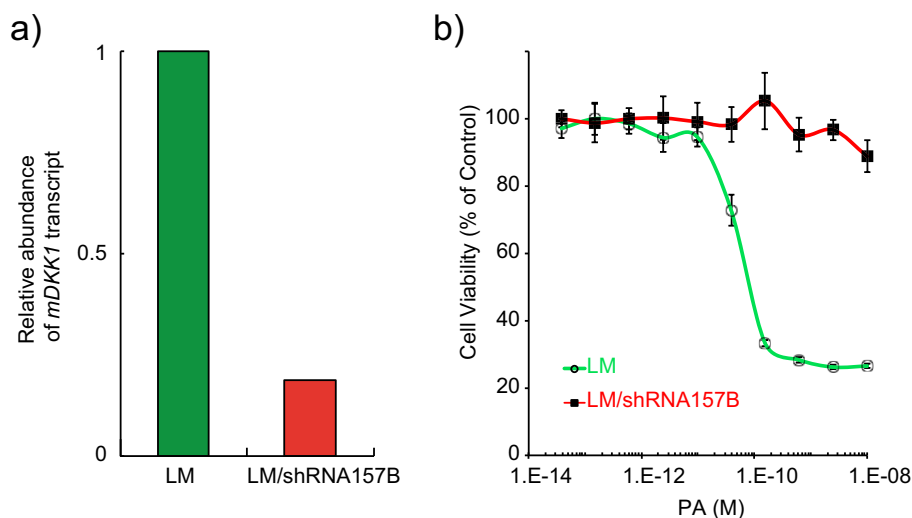 a)
Relative abundance
of mDKK1 transcript
1
0.5
0
LM
LM/shRNA157B
b)
Cell Viability (% of Control)
120
100
80
60
40
20
0
LM
LM/shRNA157B
1.E-14
1.E-12
1.E-10
1.E-08
PA (M)